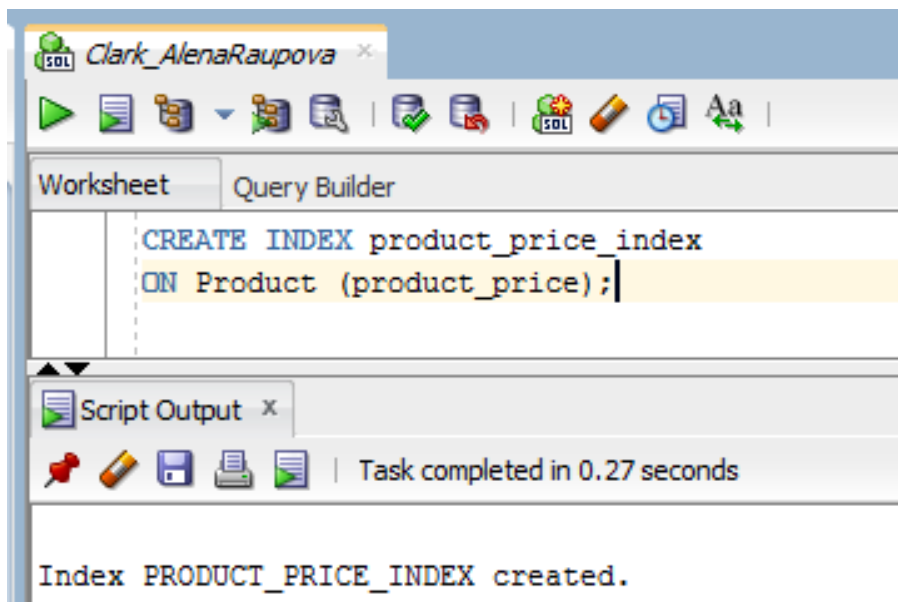 Clark_AlenaRaupova
Worksheet Query Builder
CREATE INDEX product_price_index
ON Product (product_price);
Script Output x
Task completed in 0.27 seconds
Index PRODUCT_PRICE_INDEX created.